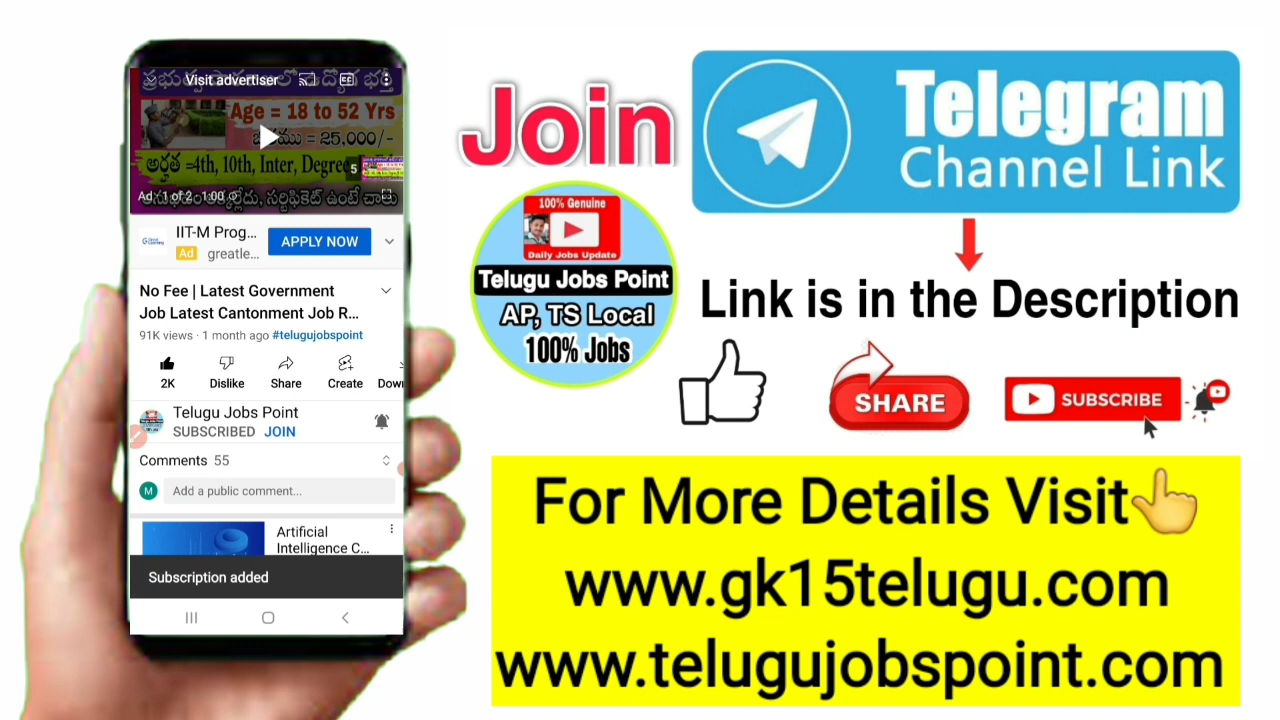 Visit advertiser
Age = 18 to 52 Yrs
= 25,000/-
అర్హత =4th, 10th, Inter, Degree
5
Ad · 1 of 2 · 1:00
సర్టిఫికెట్ ఉంటే చాలు
IIT-M Prog...
APPLY NOW
Ad greatle...
No Fee | Latest Government
Job Latest Cantonment Job R...
91K views · 1 month ago #telugujobspoint
2K Dislike Share Create Down
Telugu Jobs Point
SUBSCRIBED JOIN
Comments 55
M Add a public comment...
Artificial
Intelligence C...
Subscription added
Join
Telegram
Channel Link
100% Genuine
Daily Jobs Update
Telugu Jobs Point
AP, TS Local
100% Jobs
Link is in the Description
SHARE
SUBSCRIBE
For More Details Visit👆
www.gk15telugu.com
www.telugujobspoint.com